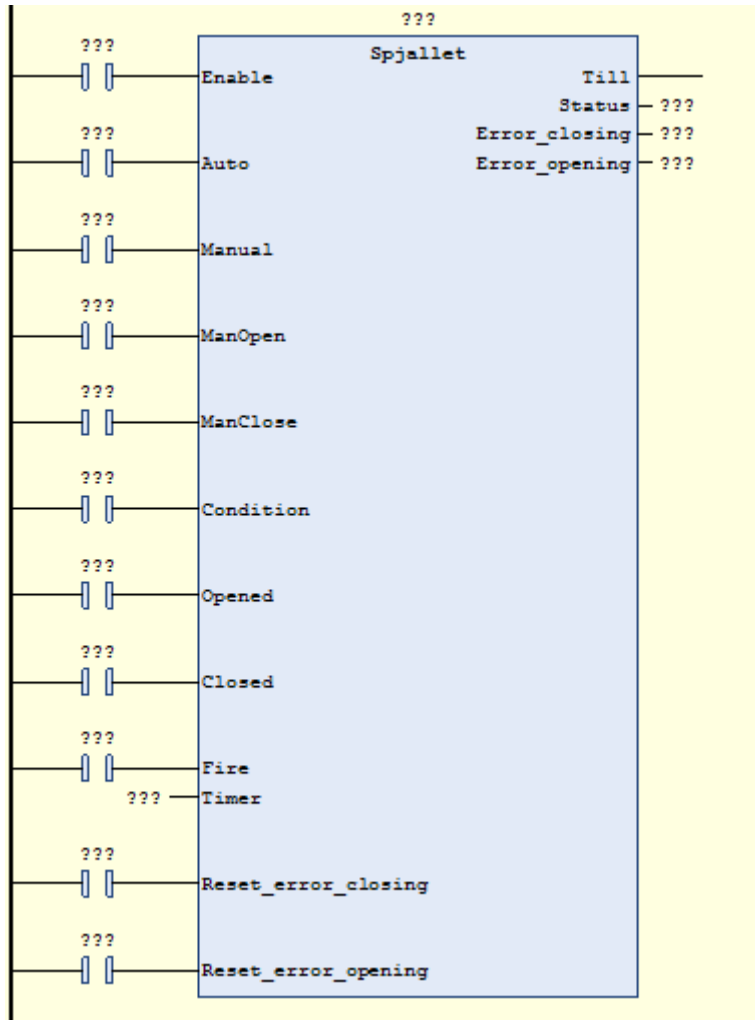 ???
Spjallet
???
Enable Till
Status ???
??? Error_closing ???
Auto Error_opening ???
???
Manual
???
ManOpen
???
ManClose
???
Condition
???
Opened
???
Closed
???
Fire
??? Timer
???
Reset_error_closing
???
Reset_error_opening